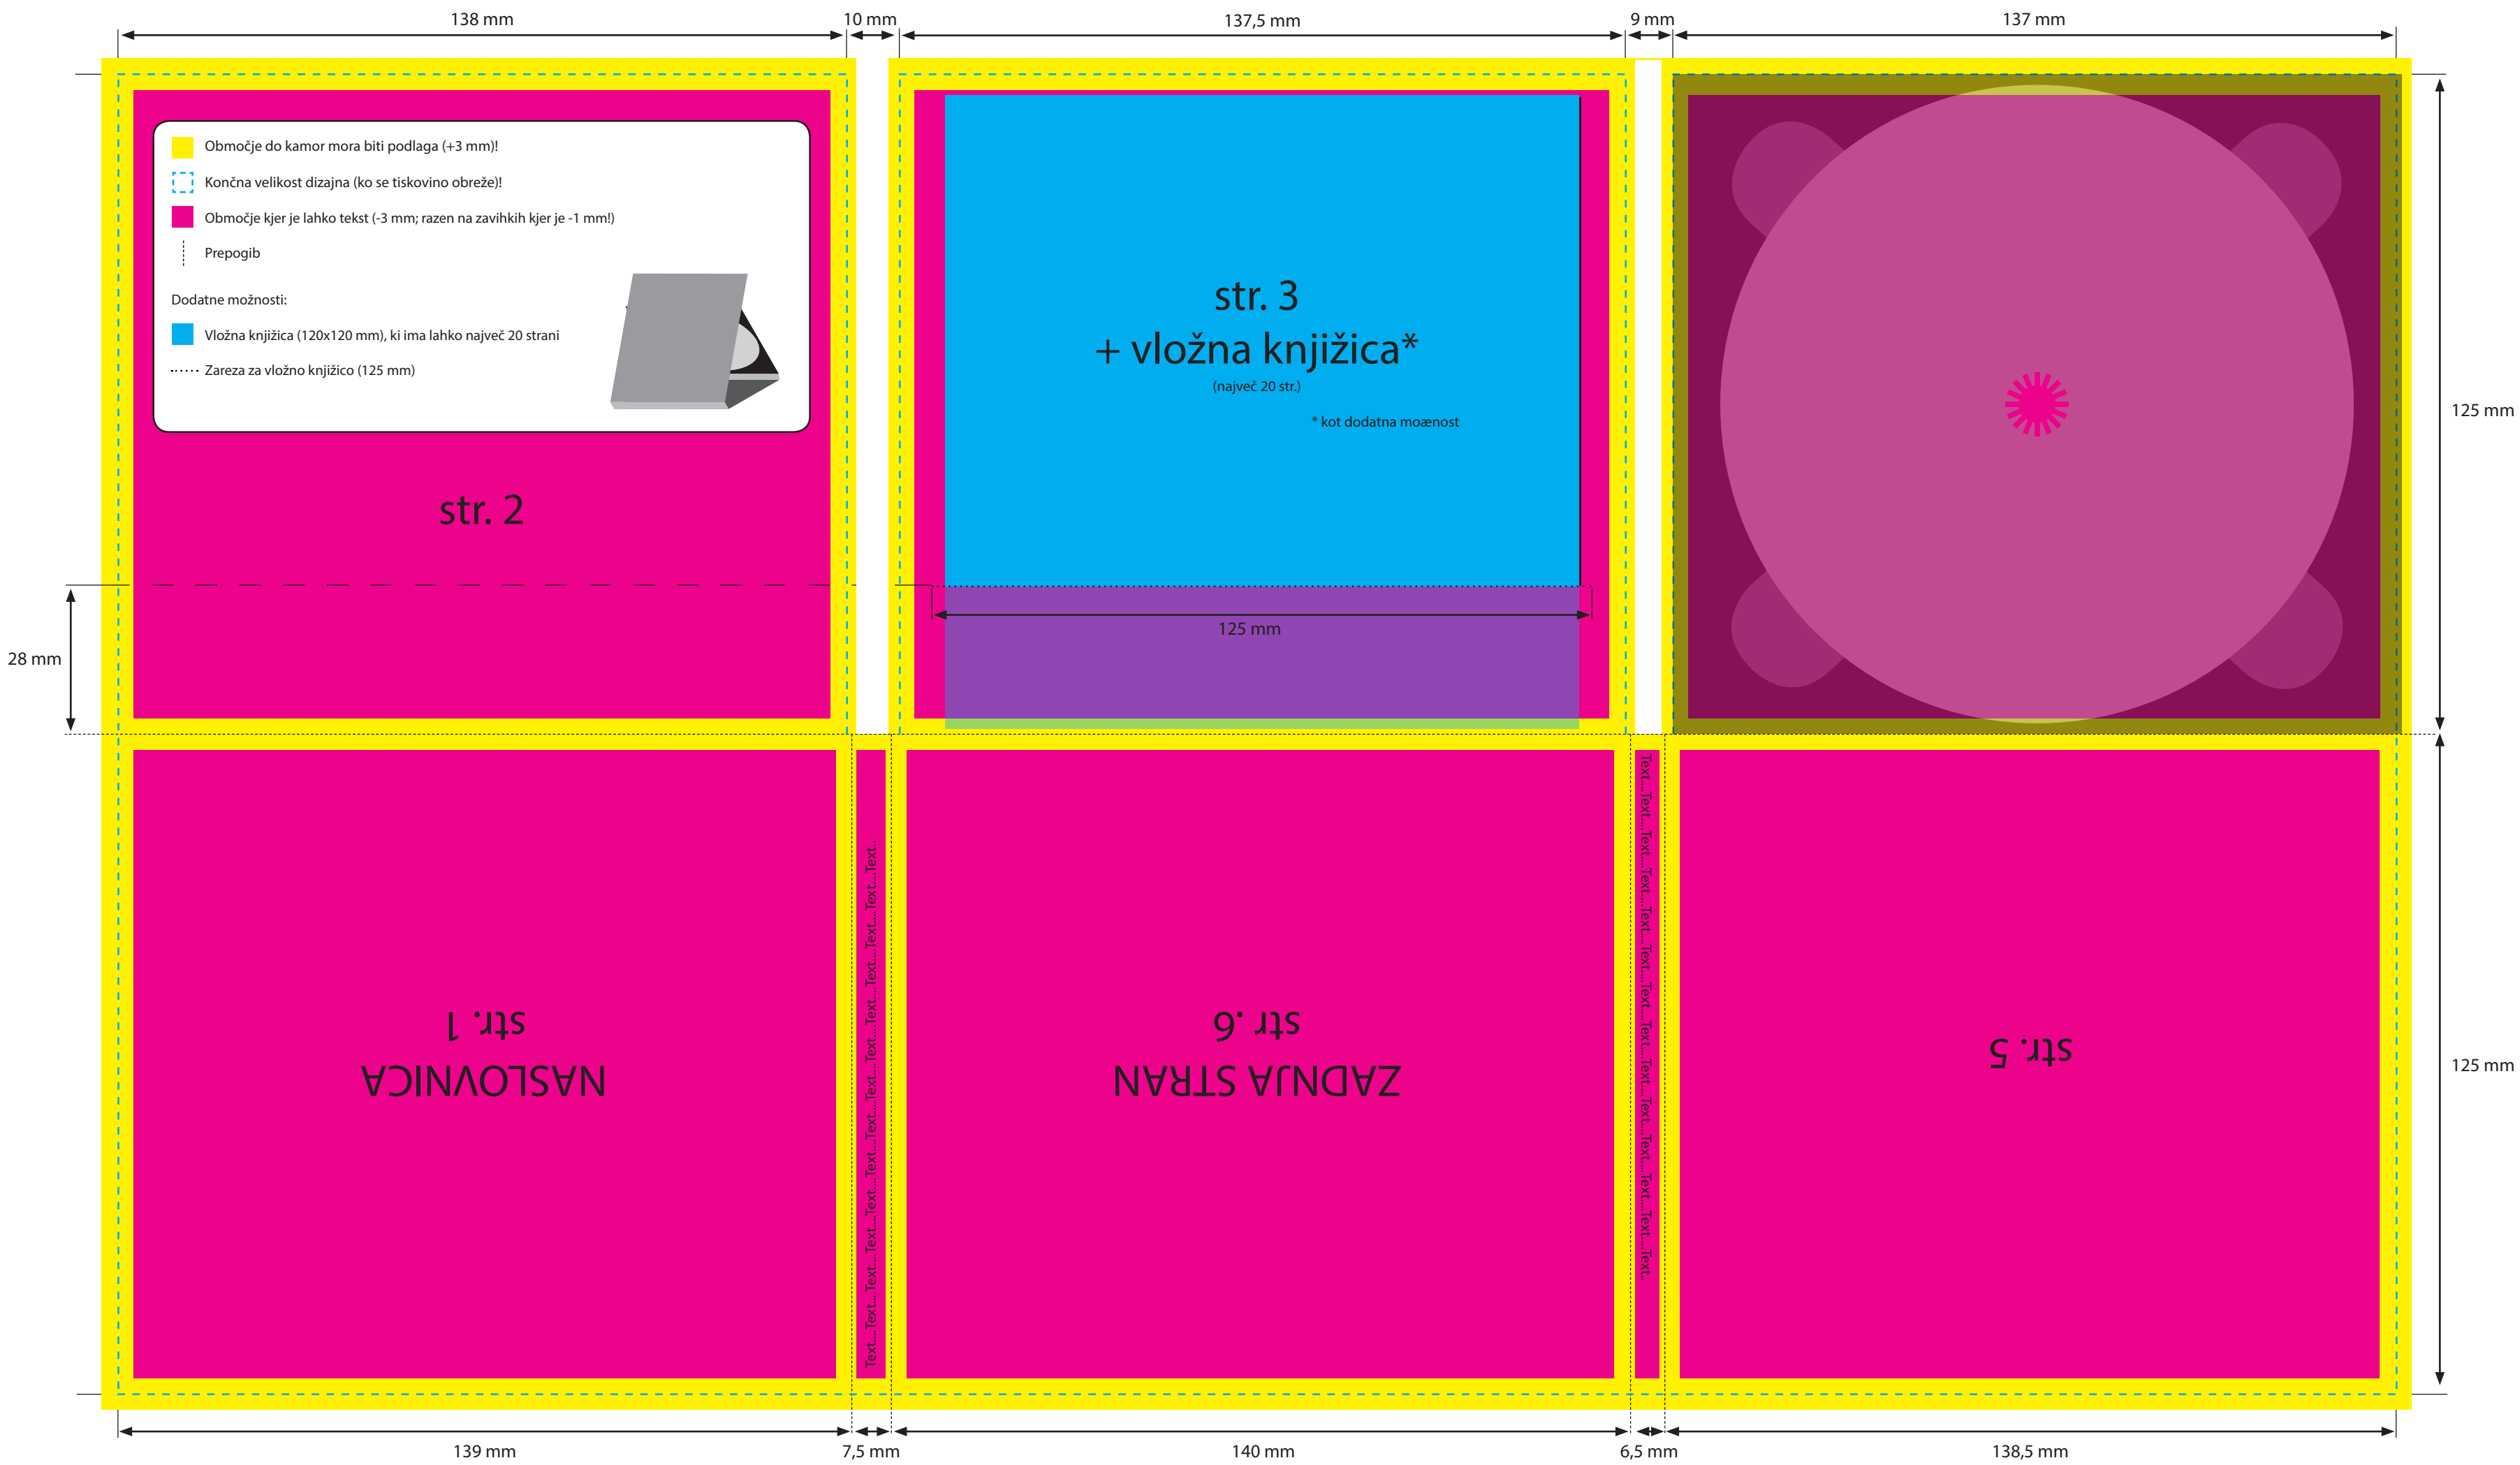 138 mm
10 mm
137,5 mm
9 mm
137 mm
Območje do kamor mora biti podlaga (+3 mm)!
Končna velikost dizajna (ko se tiskovino obreže)!
Območje kjer je lahko tekst (-3 mm; razen na zavihkih kjer je -1 mm!)
Prepogib
Dodatne možnosti:
Vložna knjižica (120x120 mm), ki ima lahko največ 20 strani
Zareza za vložno knjižico (125 mm)
str. 2
str. 3
+ vložna knjižica*
(največ 20 str.)
* kot dodatna moænost
125 mm
125 mm
28 mm
NASLOVNICA
str. 1
Text....Text....Text....Text....Text....Text....Text....Text....Text....Text....Text....Text....Text....Text..
ZADNJA STRAN
str.6
Text....Text....Text....Text....Text....Text....Text....Text....Text....Text....Text....Text....Text....Text..
str. 5
125 mm
139 mm
7,5 mm
140 mm
6,5 mm
138,5 mm